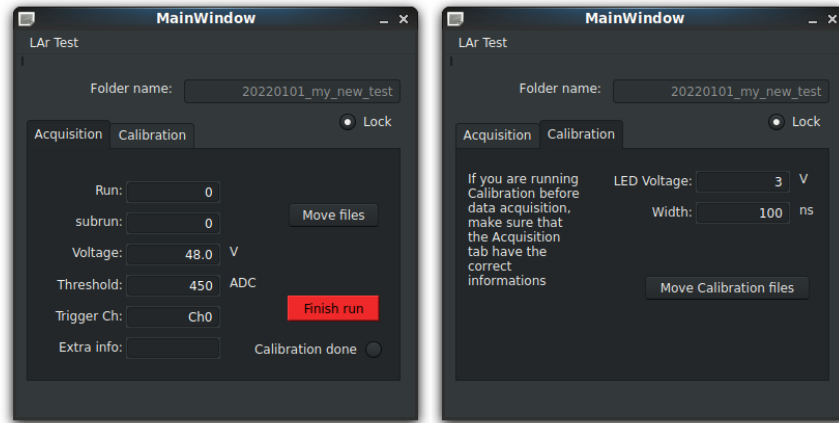 MainWindow
LAr Test
Folder name: 20220101_my_new_test
Lock
Acquisition Calibration
Run: 0
subrun: 0
Move files
Voltage: 48.0 V
Threshold: 450 ADC
Finish run
Trigger Ch: Ch0
Extra info:
Calibration done
MainWindow
LAr Test
Folder name: 20220101_my_new_test
Lock
Acquisition Calibration
If you are running
Calibration before
data acquisition,
make sure that
the Acquisition
tab have the
correct
informations
LED Voltage: 3 V
Width: 100 ns
Move Calibration files